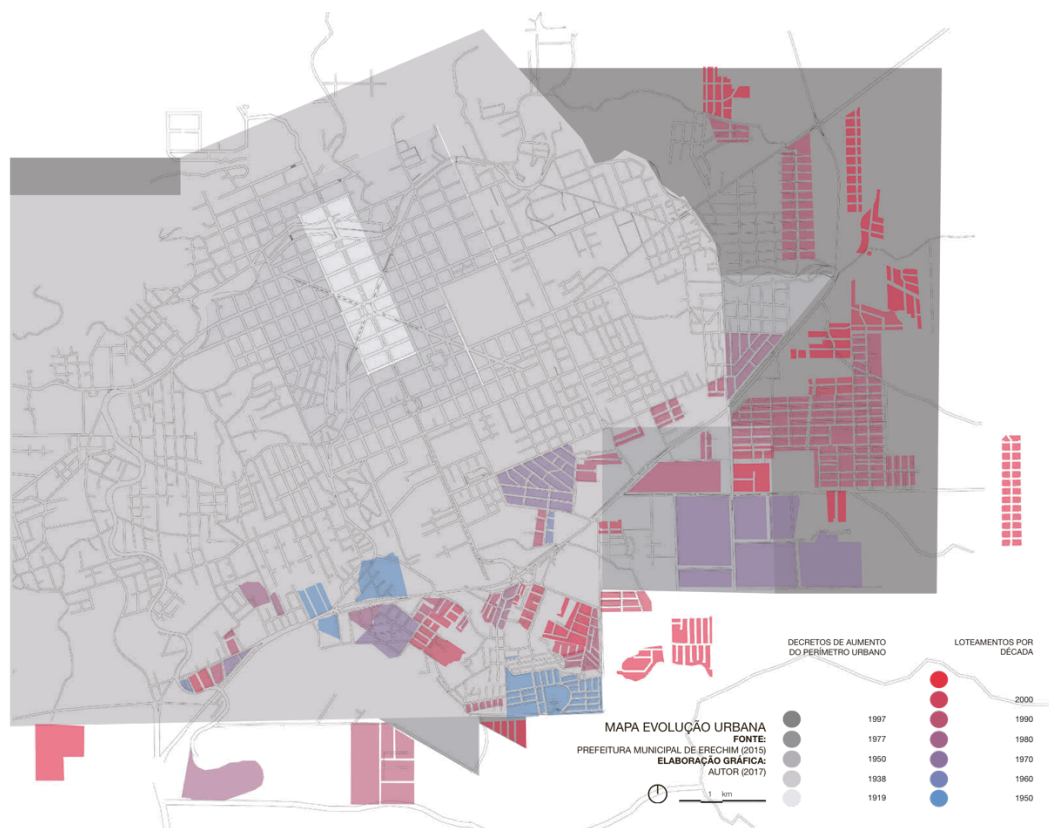 DECRETOS DE AUMENTO
DO PERÍMETRO URBANO
1997
1977
1950
1938
1919
LOTEAMENTOS POR
DÉCADA
2000
1990
1980
1970
1960
1950
MAPA EVOLUÇÃO URBANA
FONTE:
PREFEITURA MUNICIPAL DE ERECHIM (2015)
ELABORAÇÃO GRÁFICA:
AUTOR (2017)
1 km